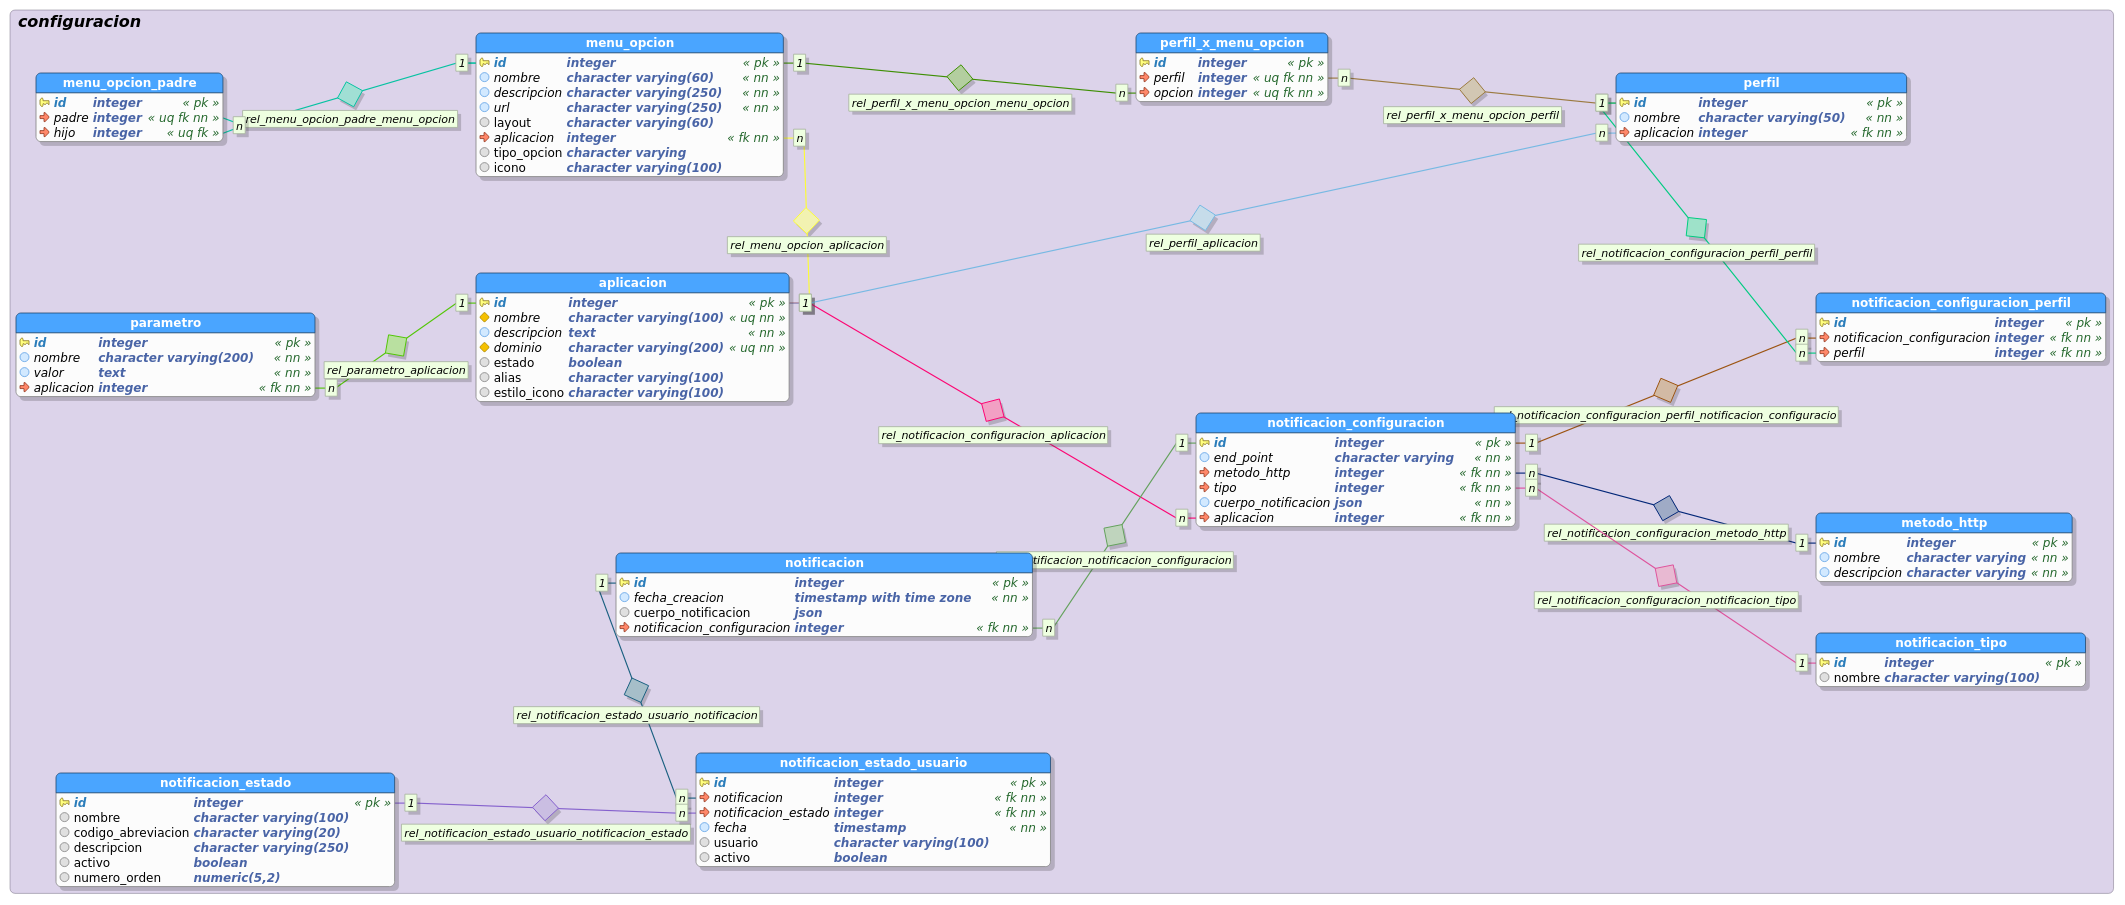 configuracion
menu_opcion_padre
id integer « pk »
padre integer « uq fk nn »
hijo integer « uq fk »
n
rel_menu_opcion_padre_menu_opcion
1
menu_opcion
id integer « pk »
nombre character varying(60) « nn »
descripcion character varying(250) « nn »
url character varying(250) « nn »
layout character varying(60)
aplicacion integer « fk nn »
tipo_opcion character varying
icono character varying(100)
1
rel_perfil_x_menu_opcion_menu_opcion
n
perfil_x_menu_opcion
id integer « pk »
perfil integer « uq fk nn »
opcion integer « uq fk nn »
n
rel_perfil_x_menu_opcion_perfil
1
n
perfil
id integer « pk »
nombre character varying(50) « nn »
aplicacion integer « fk nn »
n
rel_menu_opcion_aplicacion
rel_perfil_aplicacion
rel_notificacion_configuracion_perfil_perfil
parametro
id integer « pk »
nombre character varying(200) « nn »
valor text « nn »
aplicacion integer « fk nn »
n
rel_parametro_aplicacion
1
aplicacion
id integer « pk »
nombre character varying(100) « uq nn »
descripcion text « nn »
dominio character varying(200) « uq nn »
estado boolean
alias character varying(100)
estilo_icono character varying(100)
1
rel_notificacion_configuracion_aplicacion
n
n
notificacion_configuracion_perfil
id integer « pk »
notificacion_configuracion integer « fk nn »
perfil integer « fk nn »
notificacion_configuracion_perfil_notificacion_configuracio
1
n
notificacion_configuracion
id integer « pk »
end_point character varying « nn »
metodo_http integer « fk nn »
tipo integer « fk nn »
cuerpo_notificacion json « nn »
aplicacion integer « fk nn »
1
n
n
rel_notificacion_configuracion_metodo_http
1
metodo_http
id integer « pk »
nombre character varying « nn »
descripcion character varying « nn »
rel_notificacion_configuracion_notificacion_tipo
1
notificacion_tipo
id integer « pk »
nombre character varying(100)
tificacion_notificacion_configuracion
1
notificacion
id integer « pk »
fecha_creacion timestamp with time zone « nn »
cuerpo_notificacion json
notificacion_configuracion integer « fk nn »
n
rel_notificacion_estado_usuario_notificacion
notificacion_estado
id integer « pk »
nombre character varying(100)
codigo_abreviacion character varying(20)
descripcion character varying(250)
activo boolean
numero_orden numeric(5,2)
1
rel_notificacion_estado_usuario_notificacion_estado
n
n
notificacion_estado_usuario
id integer « pk »
notificacion integer « fk nn »
notificacion_estado integer « fk nn »
fecha timestamp « nn »
usuario character varying(100)
activo boolean